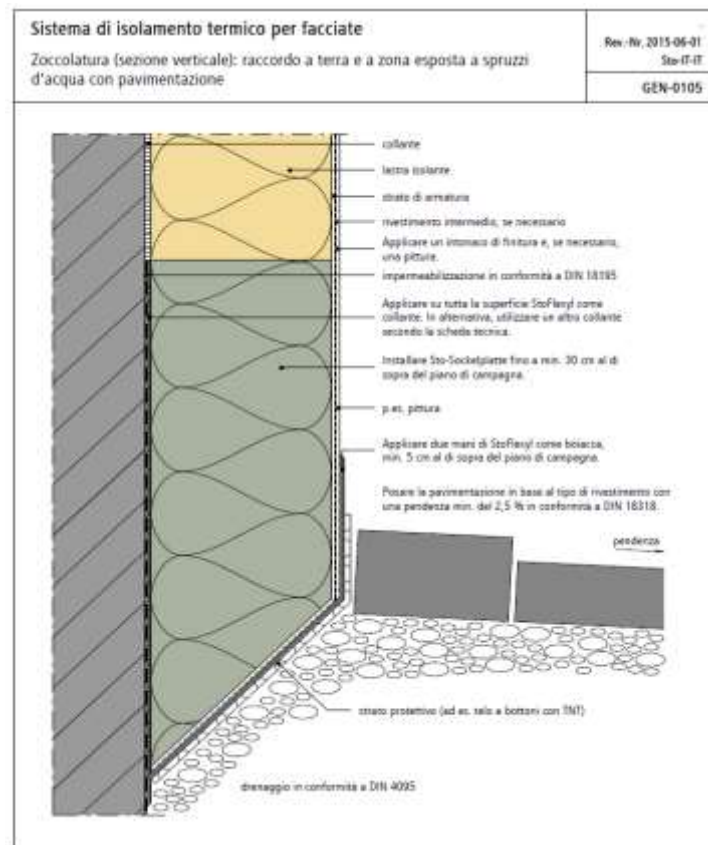 Sistema di isolamento termico per facciate
Zoccolatura (sezione verticale): raccordo a terra e a zona esposta a spruzzi
d'acqua con pavimentazione
Rev.-Nr. 2015-06-01
Sto-IT-IT
GEN-0105
collante
lastra isolante
strato di armatura
rivestimento intermedio, se necessario
Applicare un intonaco di finitura e, se necessario,
una pittura.
impermeabilizzazione in conformità a DIN 18195
Applicare su tutta la superficie StoFlexyl come
collante. In alternativa, utilizzare un altro collante
secondo la scheda tecnica.
Installare Sto-Sockelplatte fino a min. 30 cm al di
sopra del piano di campagna.
p.es. pittura
Applicare due mani di StoFlexyl come boiacca,
min. 5 cm al di sopra del piano di campagna.
Posare la pavimentazione in base al tipo di rivestimento con
una pendenza min. del 2,5 % in conformità a DIN 18318.
pendenza
strato protettivo (ad es. telo a bottoni con TNT)
drenaggio in conformità a DIN 4095